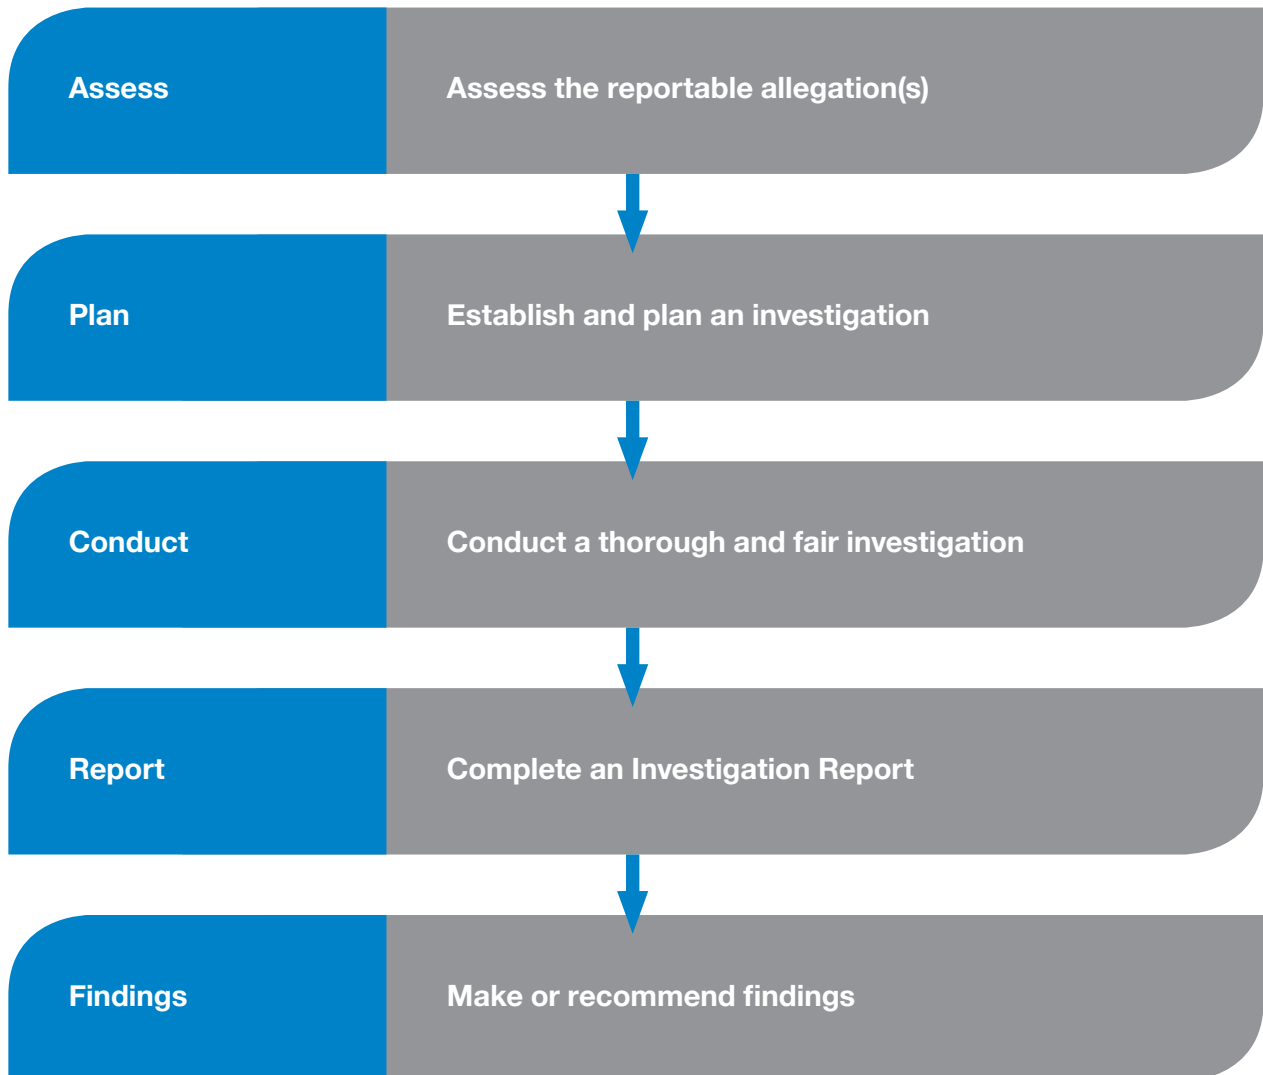 Assess
Assess the reportable allegation(s)
Plan
Establish and plan an investigation
Conduct
Conduct a thorough and fair investigation
Report
Complete an Investigation Report
Findings
Make or recommend findings